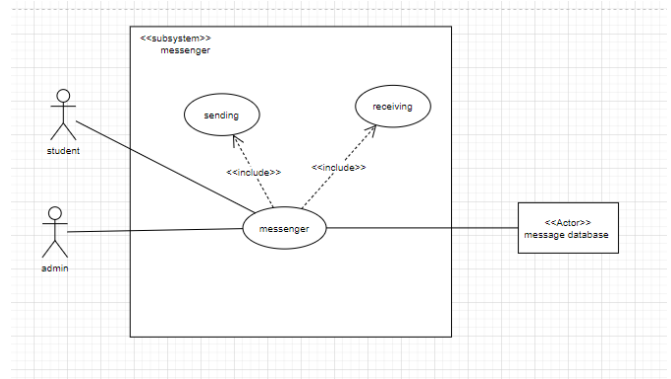 <<subsystem>>
messenger
sending
receiving
student
<<include>>
<<include>>
admin
messenger
<<Actor>>
message database